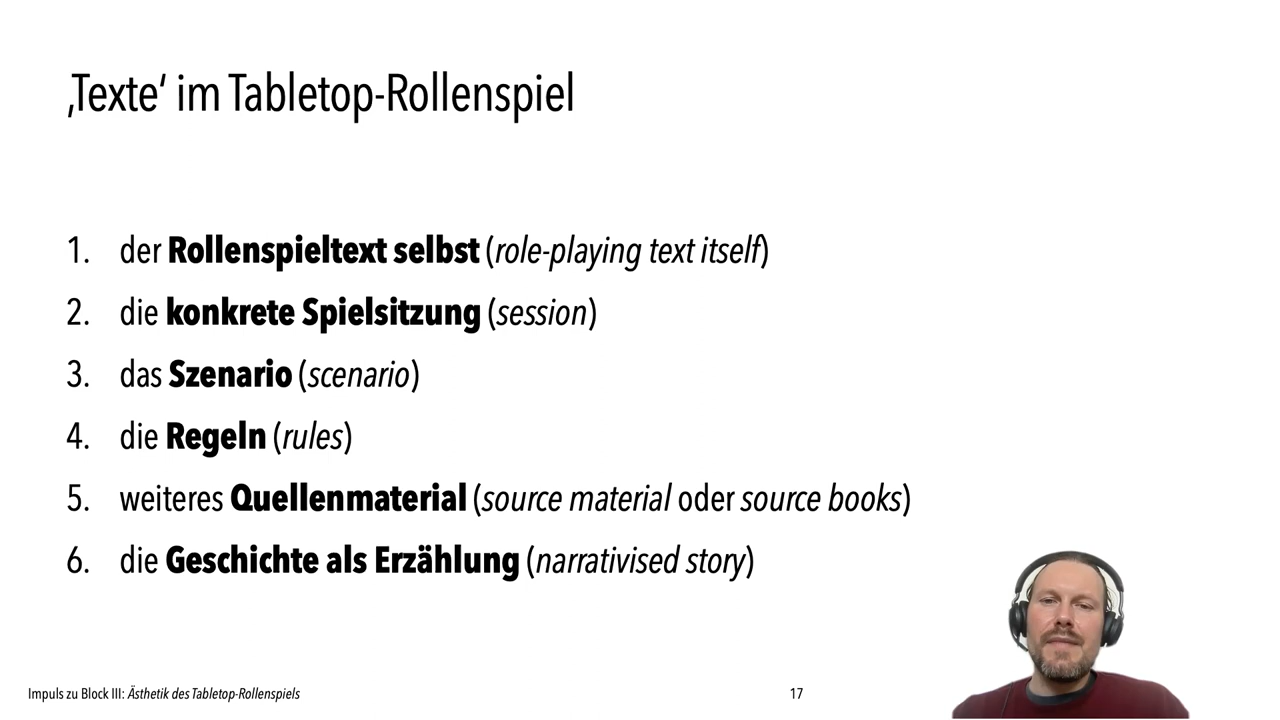 ‚Texte‘ im Tabletop-Rollenspiel
1. der Rollenspieltext selbst (role-playing text itself)
2. die konkrete Spielsitzung (session)
3. das Szenario (scenario)
4. die Regeln (rules)
5. weiteres Quellenmaterial (source material oder source books)
6. die Geschichte als Erzählung (narrativised story)
Impuls zu Block III: Ästhetik des Tabletop-Rollenspiels
17